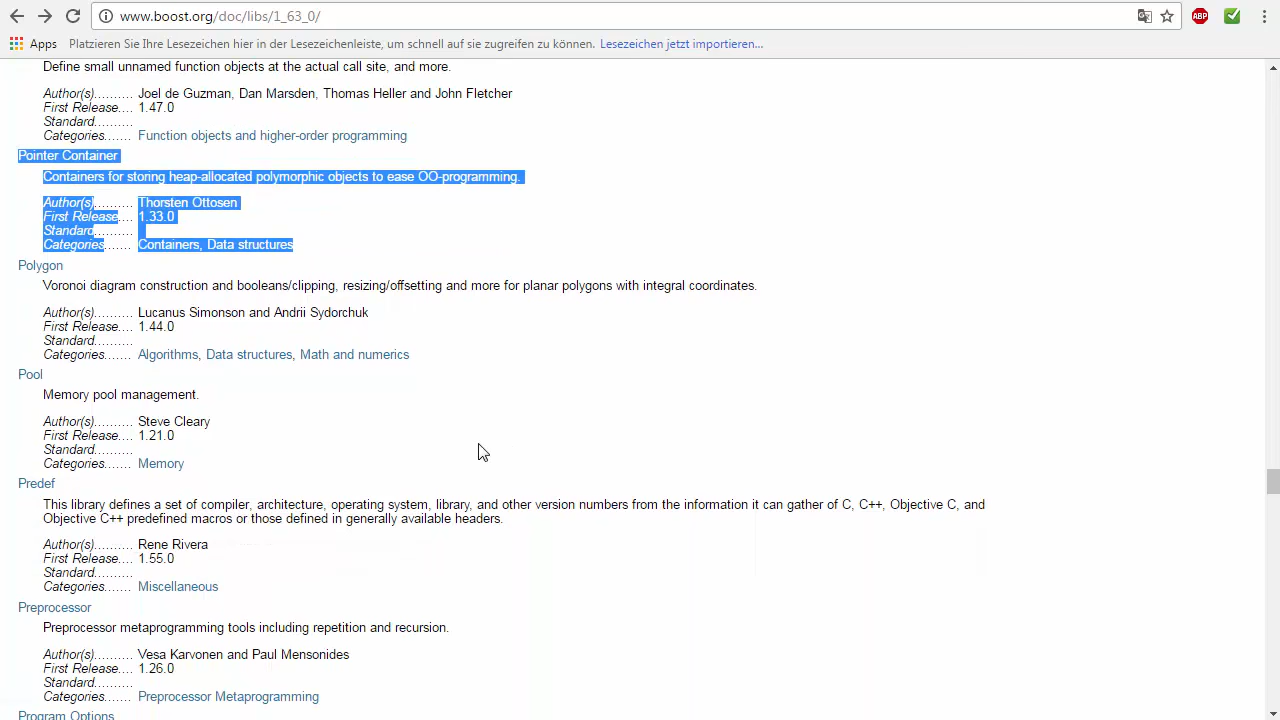 www.boost.org/doc/libs/1_63_0/
ABP
Apps Platzieren Sie Ihre Lesezeichen hier in der Lesezeichenleiste, um schnell auf sie zugreifen zu können. Lesezeichen jetzt importieren...
Define small unnamed function objects at the actual call site, and more.
Author(s).......... Joel de Guzman, Dan Marsden, Thomas Heller and John Fletcher
First Release.... 1.47.0
Standard..........
Categories....... Function objects and higher-order programming
Pointer Container
Containers for storing heap-allocated polymorphic objects to ease OO-programming.
Author(s).......... Thorsten Ottosen
First Release.... 1.33.0
Standard..........
Categories....... Containers, Data structures
Polygon
Voronoi diagram construction and booleans/clipping, resizing/offsetting and more for planar polygons with integral coordinates.
Author(s).......... Lucanus Simonson and Andrii Sydorchuk
First Release.... 1.44.0
Standard..........
Categories....... Algorithms, Data structures, Math and numerics
Pool
Memory pool management.
Author(s).......... Steve Cleary
First Release.... 1.21.0
Standard..........
Categories....... Memory
Predef
This library defines a set of compiler, architecture, operating system, library, and other version numbers from the information it can gather of C, C++, Objective C, and
Objective C++ predefined macros or those defined in generally available headers.
Author(s).......... Rene Rivera
First Release.... 1.55.0
Standard..........
Categories....... Miscellaneous
Preprocessor
Preprocessor metaprogramming tools including repetition and recursion.
Author(s).......... Vesa Karvonen and Paul Mensonides
First Release.... 1.26.0
Standard..........
Categories....... Preprocessor Metaprogramming
Program Options